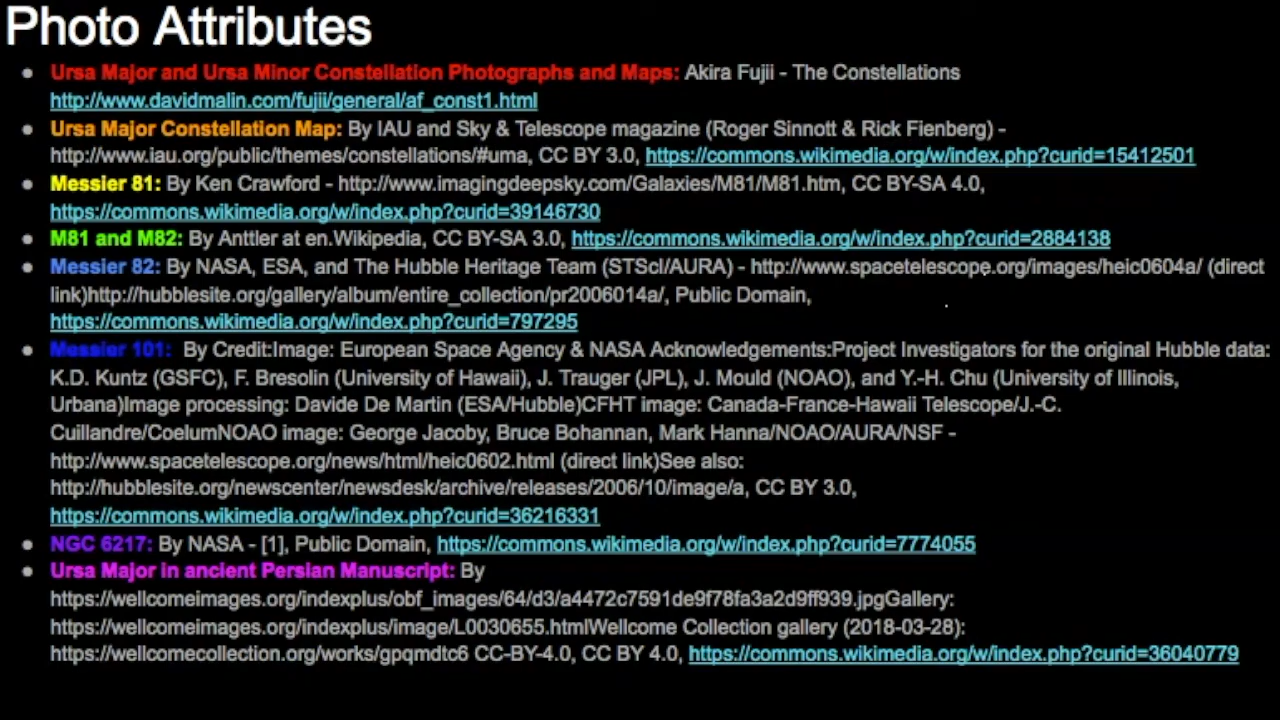 Photo Attributes
● Ursa Major and Ursa Minor Constellation Photographs and Maps: Akira Fujii - The Constellations
http://www.davidmalin.com/fujii/general/af_const1.html
● Ursa Major Constellation Map: By IAU and Sky & Telescope magazine (Roger Sinnott & Rick Fienberg) -
http://www.iau.org/public/themes/constellations/#uma, CC BY 3.0, https://commons.wikimedia.org/w/index.php?curid=15412501
● Messier 81: By Ken Crawford - http://www.imagingdeepsky.com/Galaxies/M81/M81.htm, CC BY-SA 4.0,
https://commons.wikimedia.org/w/index.php?curid=39146730
● M81 and M82: By Anttler at en.Wikipedia, CC BY-SA 3.0, https://commons.wikimedia.org/w/index.php?curid=2884138
● Messier 82: By NASA, ESA, and The Hubble Heritage Team (STScI/AURA) - http://www.spacetelescope.org/images/heic0604a/ (direct
link)http://hubblesite.org/gallery/album/entire_collection/pr2006014a/, Public Domain,
https://commons.wikimedia.org/w/index.php?curid=797295
● Messier 101: By Credit:Image: European Space Agency & NASA Acknowledgements:Project Investigators for the original Hubble data:
K.D. Kuntz (GSFC), F. Bresolin (University of Hawaii), J. Trauger (JPL), J. Mould (NOAO), and Y.-H. Chu (University of Illinois,
Urbana)Image processing: Davide De Martin (ESA/Hubble)CFHT image: Canada-France-Hawaii Telescope/J.-C.
Cuillandre/CoelumNOAO image: George Jacoby, Bruce Bohannan, Mark Hanna/NOAO/AURA/NSF -
http://www.spacetelescope.org/news/html/heic0602.html (direct link)See also:
http://hubblesite.org/newscenter/newsdesk/archive/releases/2006/10/image/a, CC BY 3.0,
https://commons.wikimedia.org/w/index.php?curid=36216331
● NGC 6217: By NASA - [1], Public Domain, https://commons.wikimedia.org/w/index.php?curid=7774055
● Ursa Major in ancient Persian Manuscript: By
https://wellcomeimages.org/indexplus/obf_images/64/d3/a4472c7591de9f78fa3a2d9ff939.jpgGallery:
https://wellcomeimages.org/indexplus/image/L0030655.htmlWellcome Collection gallery (2018-03-28):
https://wellcomecollection.org/works/gpqmdtc6 CC-BY-4.0, CC BY 4.0, https://commons.wikimedia.org/w/index.php?curid=36040779